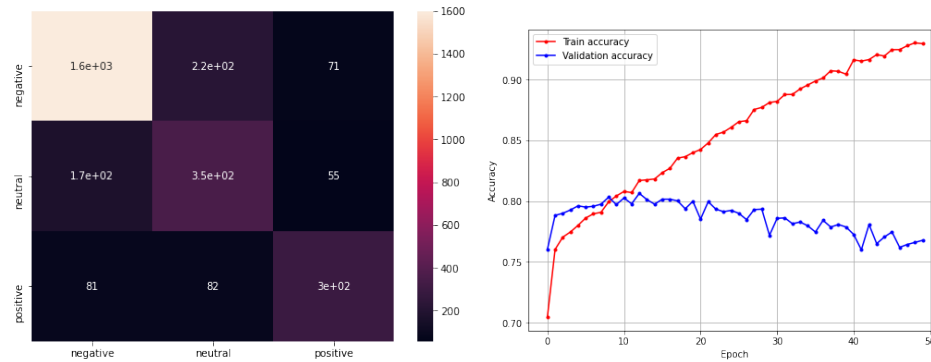 negative
1.6e+03 2.2e+02 71
neutral
1.7e+02 3.5e+02 55
positive
81 82 3e+02
negative neutral positive
1600
1400
1200
1000
800
600
400
200
Train accuracy
Validation accuracy
Accuracy
0.90
0.85
0.80
0.75
0.70
0 10 20 30 40 50
Epoch